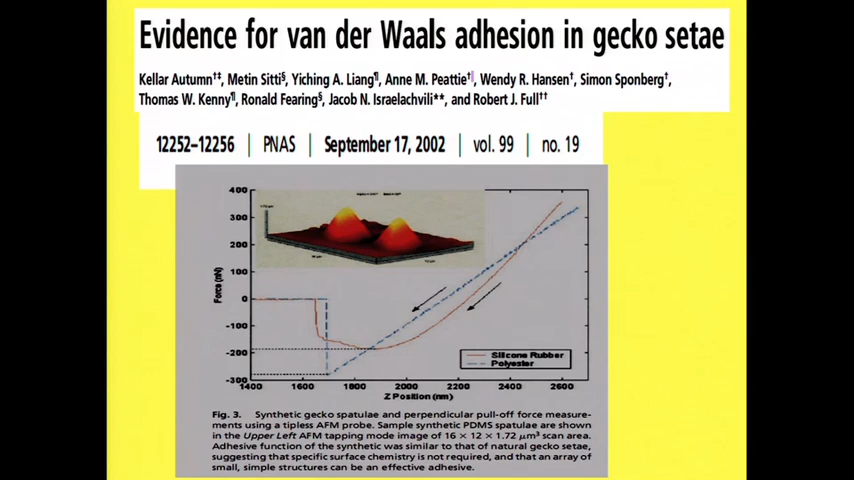 Evidence for van der Waals adhesion in gecko setae
Kellar Autumn†‡, Metin Sitti§, Yiching A. Liang¶, Anne M. Peattie†‖, Wendy R. Hansen†, Simon Sponberg†,
Thomas W. Kenny¶, Ronald Fearing§, Jacob N. Israelachvili**, and Robert J. Full††
12252–12256 | PNAS | September 17, 2002 | vol. 99 | no. 19
400
300
200
100
0
-100
-200
-300
Force (nN)
1400 1600 1800 2000 2200 2400 2600
Z Position (nm)
Silicone Rubber
Polyester
Fig. 3. Synthetic gecko spatulae and perpendicular pull-off force measure-
ments using a tipless AFM probe. Sample synthetic PDMS spatulae are shown
in the Upper Left AFM tapping mode image of 16 × 12 × 1.72 μm³ scan area.
Adhesive function of the synthetic was similar to that of natural gecko setae,
suggesting that specific surface chemistry is not required, and that an array of
small, simple structures can be an effective adhesive.